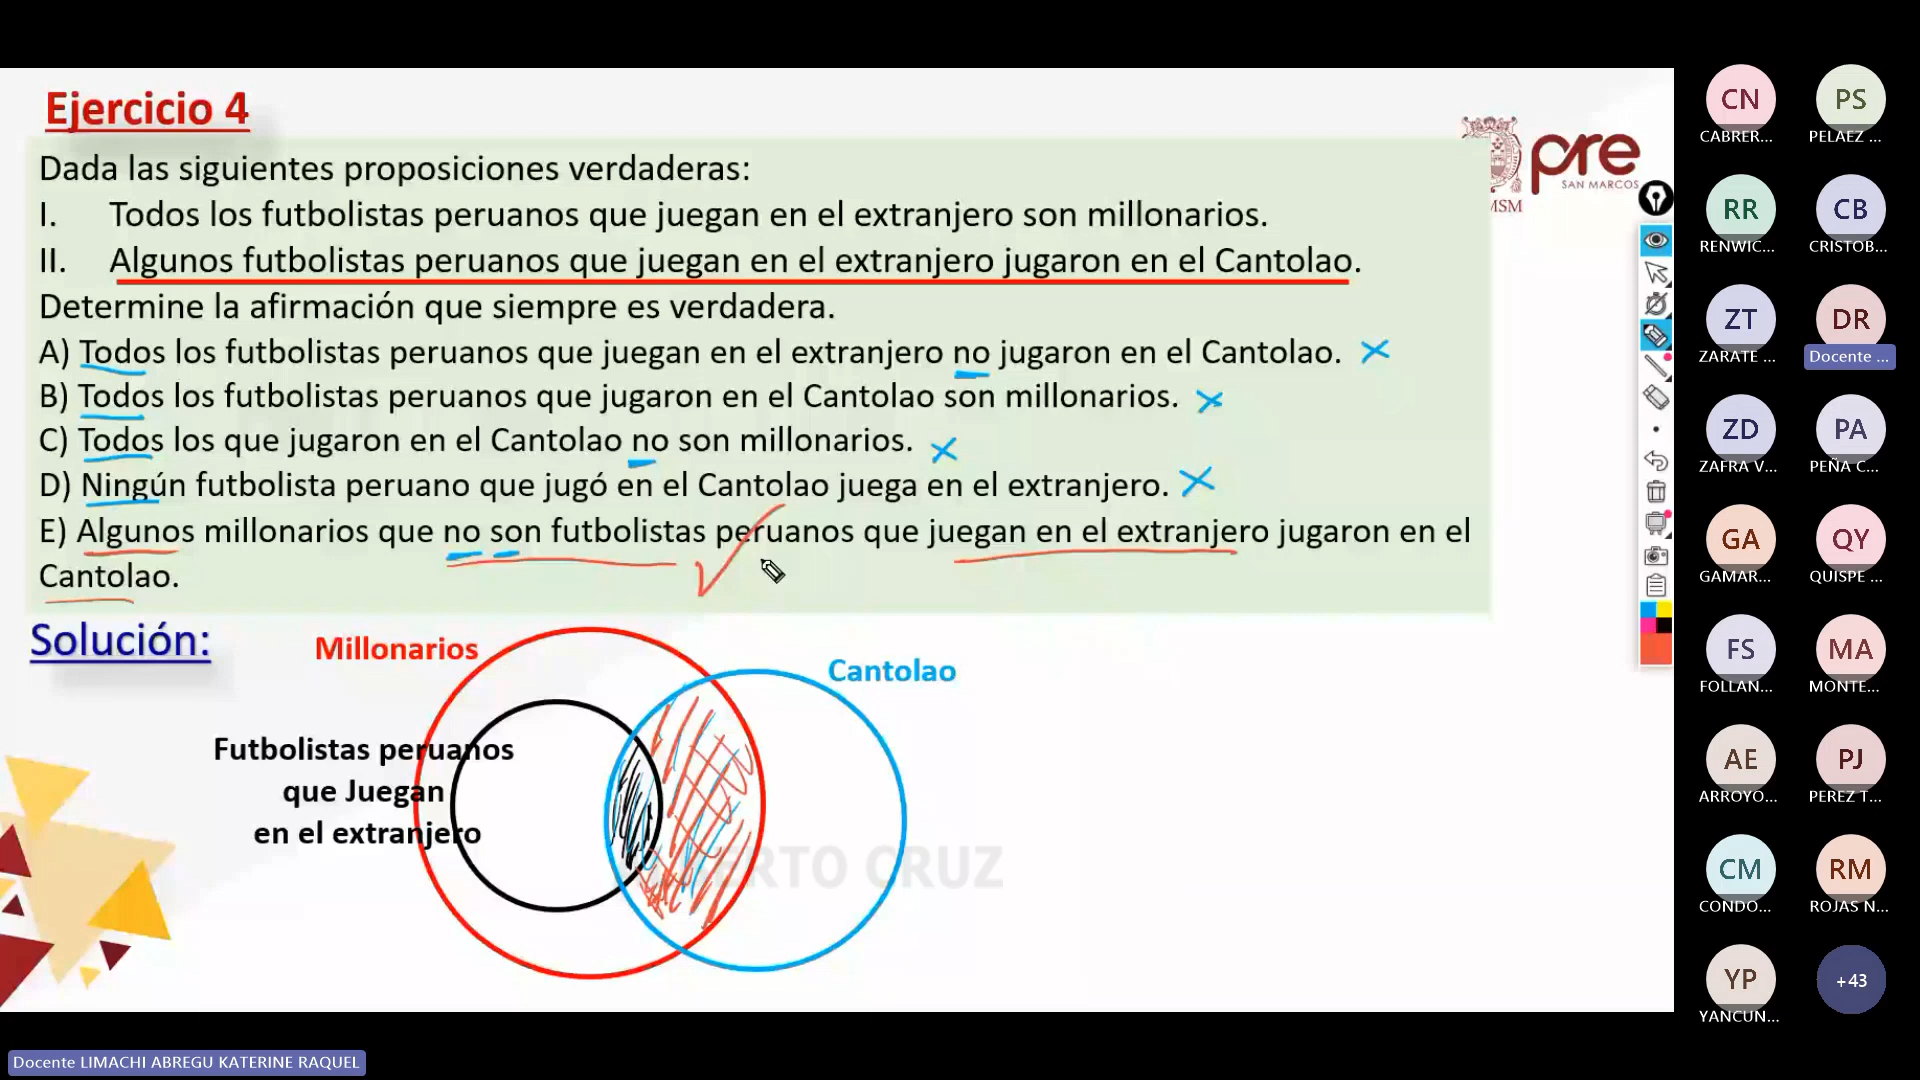 Ejercicio 4
Dada las siguientes proposiciones verdaderas:
I. Todos los futbolistas peruanos que juegan en el extranjero son millonarios.
II. Algunos futbolistas peruanos que juegan en el extranjero jugaron en el Cantolao.
Determine la afirmación que siempre es verdadera.
A) Todos los futbolistas peruanos que juegan en el extranjero no jugaron en el Cantolao.
B) Todos los futbolistas peruanos que jugaron en el Cantolao son millonarios.
C) Todos los que jugaron en el Cantolao no son millonarios.
D) Ningún futbolista peruano que jugó en el Cantolao juega en el extranjero.
E) Algunos millonarios que no son futbolistas peruanos que juegan en el extranjero jugaron en el
Cantolao.
pre
SAN MARCOS
Solución:
Millonarios
Cantolao
Futbolistas peruanos
que Juegan
en el extranjero
CRUZ
CN
CABRER...
PS
PELAEZ ...
RR
RENWIC...
CB
CRISTOB...
ZT
ZARATE ...
DR
Docente ...
ZD
ZAFRA V...
PA
PEÑA C...
GA
GAMAR...
QY
QUISPE ...
FS
FOLLAN...
MA
MONTE...
AE
ARROYO...
PJ
PEREZ T...
CM
CONDO...
RM
ROJAS N...
YP
YANCUN...
+43
Docente LIMACHI ABREGU KATERINE RAQUEL